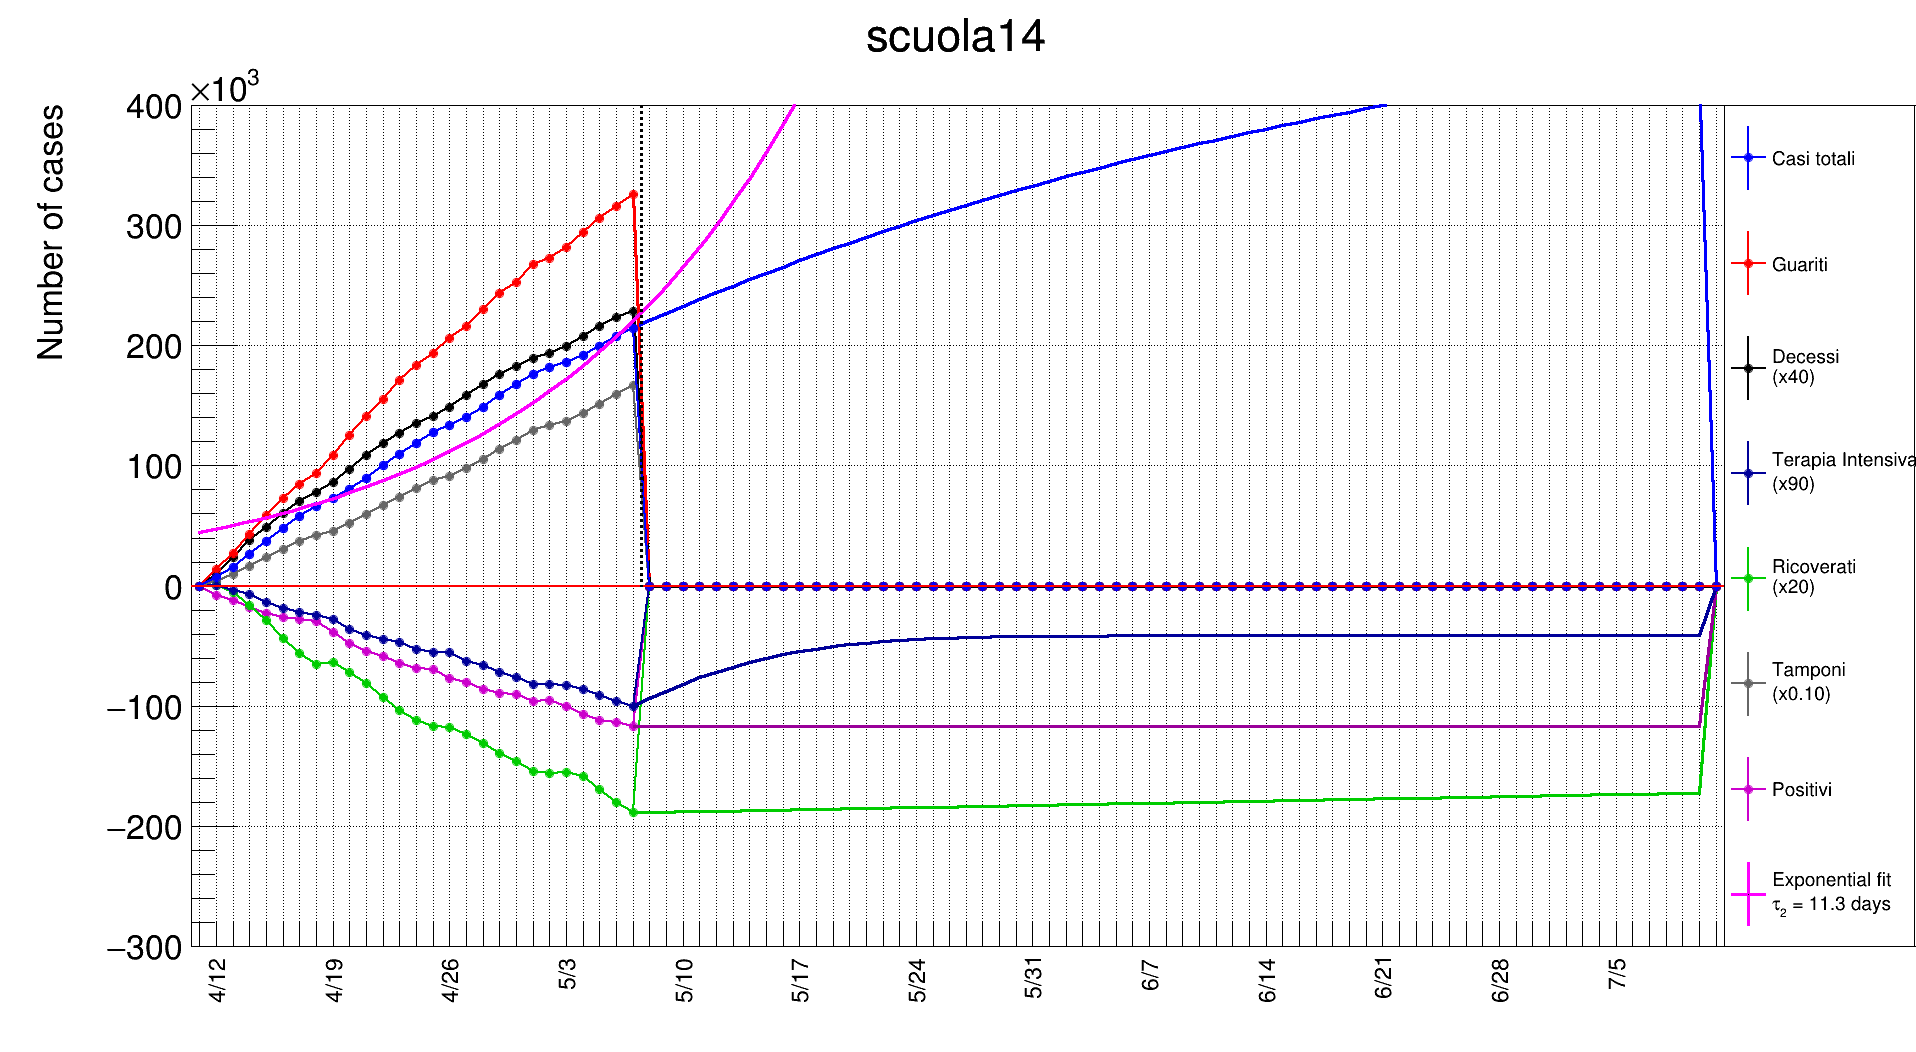 scuola14
×10³
Number of cases
400
300
200
100
0
−100
−200
−300
4/12
4/19
4/26
5/3
5/10
5/17
5/24
5/31
6/7
6/14
6/21
6/28
7/5
Casi totali
Guariti
Decessi
(x40)
Terapia Intensiva
(x90)
Ricoverati
(x20)
Tamponi
(x0.10)
Positivi
Exponential fit
τ₂ = 11.3 days